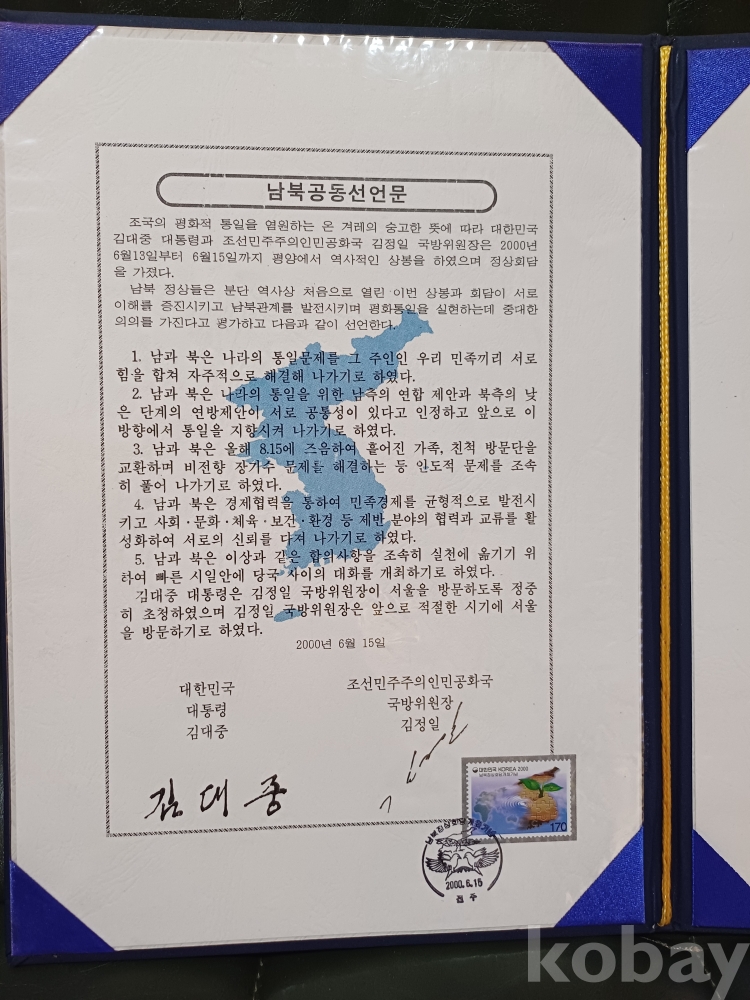 남북공동선언문
조국의 평화적 통일을 염원하는 온 겨레의 숭고한 뜻에 따라 대한민국
김대중 대통령과 조선민주주의인민공화국 김정일 국방위원장은 2000년
6월13일부터 6월15일까지 평양에서 역사적인 상봉을 하였으며 정상회담
을 가졌다.
남북 정상들은 분단 역사상 처음으로 열린 이번 상봉과 회담이 서로
이해를 증진시키고 남북관계를 발전시키며 평화통일을 실현하는데 중대한
의의를 가진다고 평가하고 다음과 같이 선언한다.
1. 남과 북은 나라의 통일문제를 그 주인인 우리 민족끼리 서로
힘을 합쳐 자주적으로 해결해 나가기로 하였다.
2. 남과 북은 나라의 통일을 위한 남측의 연합 제안과 북측의 낮
은 단계의 연방제안이 서로 공통성이 있다고 인정하고 앞으로 이
방향에서 통일을 지향시켜 나가기로 하였다.
3. 남과 북은 올해 8.15에 즈음하여 흩어진 가족, 친척 방문단을
교환하며 비전향 장기수 문제를 해결하는 등 인도적 문제를 조속
히 풀어 나가기로 하였다.
4. 남과 북은 경제협력을 통하여 민족경제를 균형적으로 발전시
키고 사회·문화·체육·보건·환경 등 제반 분야의 협력과 교류를 활
성화하여 서로의 신뢰를 다져 나가기로 하였다.
5. 남과 북은 이상과 같은 합의사항을 조속히 실천에 옮기기 위
하여 빠른 시일안에 당국 사이의 대화를 개최하기로 하였다.
김대중 대통령은 김정일 국방위원장이 서울을 방문하도록 정중
히 초청하였으며 김정일 국방위원장은 앞으로 적절한 시기에 서울
을 방문하기로 하였다.
2000년 6월 15일
대한민국
대통령
김대중
조선민주주의인민공화국
국방위원장
김정일
김대중
대한민국 KOREA 2000
남북정상회담개최기념
170
남북정상회담개최기념
2000.6.15
전주
kobay